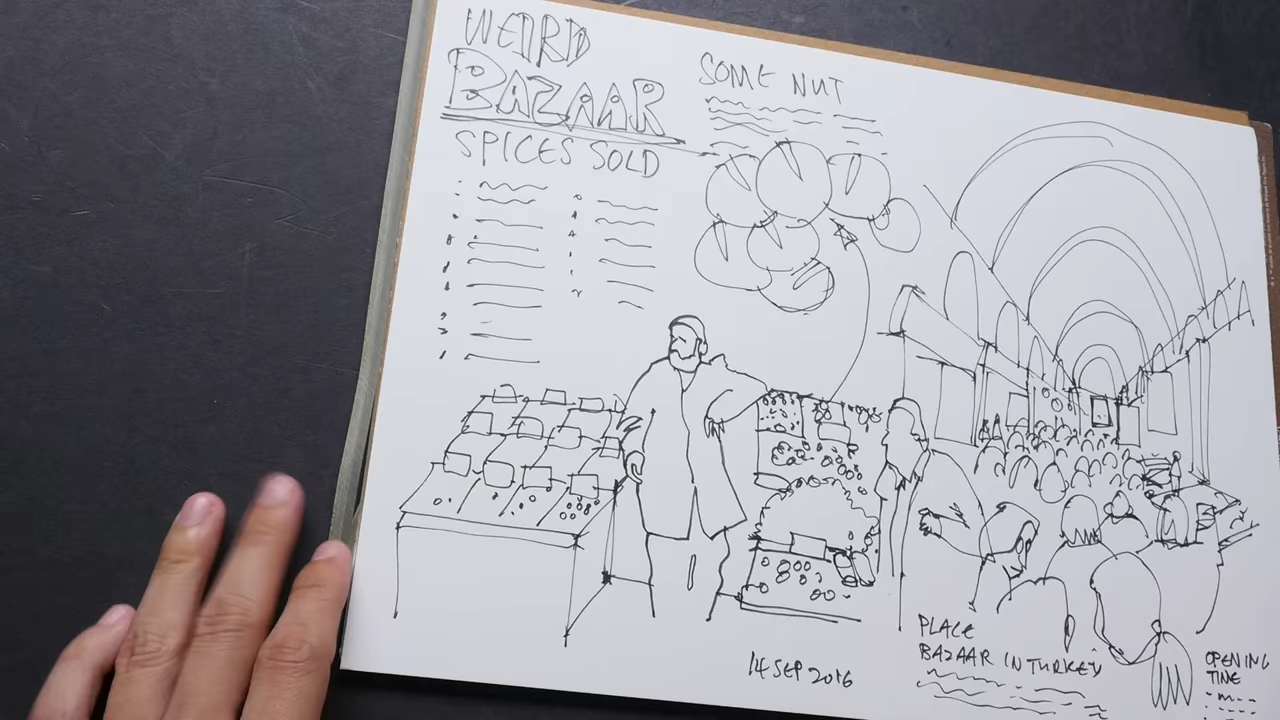 WEIRD
BAZAAR
SPICES SOLD
SOME NUT
14 SEP 2016
PLACE
BAZAAR IN TURKEY
OPENING
TIME